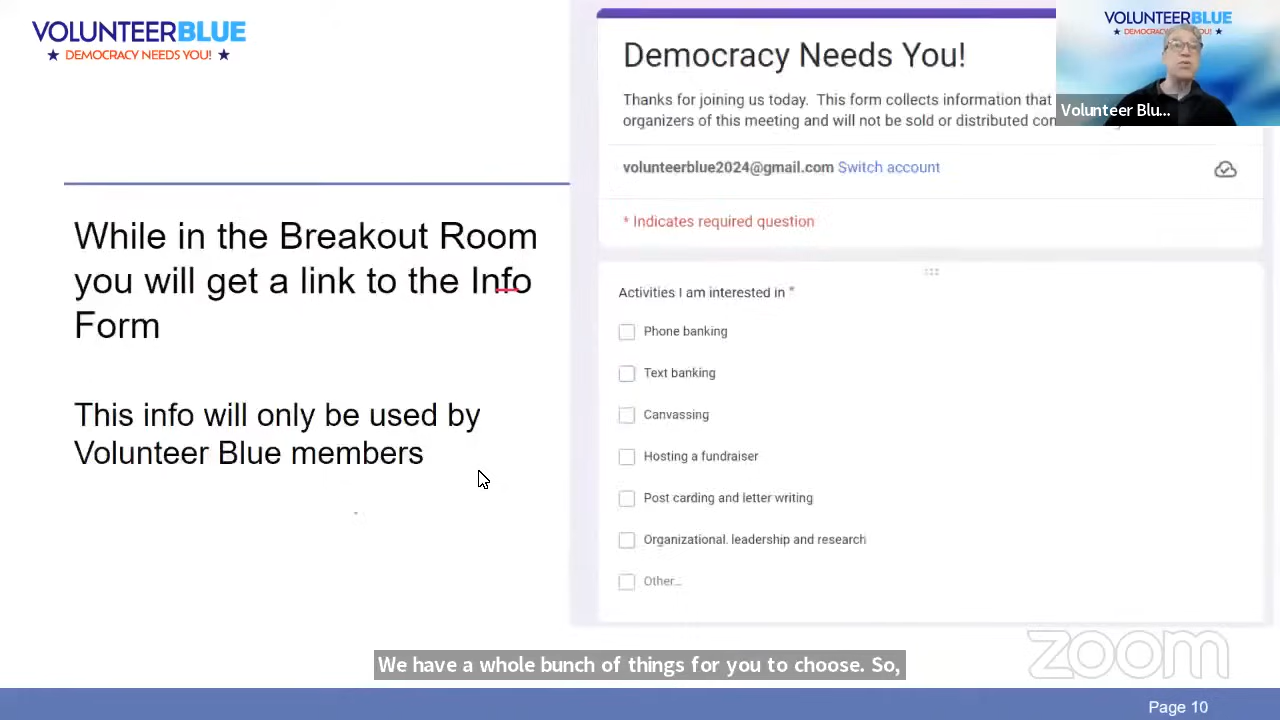 VOLUNTEERBLUE
★ DEMOCRACY NEEDS YOU! ★
While in the Breakout Room
you will get a link to the Info
Form
This info will only be used by
Volunteer Blue members
Democracy Needs You!
Thanks for joining us today. This form collects information that
organizers of this meeting and will not be sold or distributed
volunteerblue2024@gmail.com Switch account
* Indicates required question
Activities I am interested in *
Phone banking
Text banking
Canvassing
Hosting a fundraiser
Post carding and letter writing
Organizational. leadership and research
Other...
VOLUNTEERBLUE
Volunteer Blu...
We have a whole bunch of things for you to choose. So,
zoom
Page 10